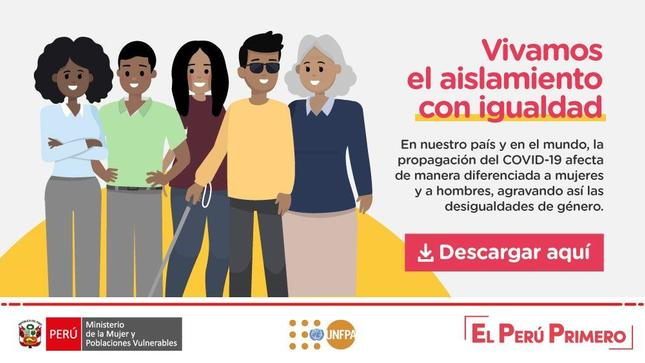 Vivamos
el aislamiento
con igualdad
En nuestro país y en el mundo, la
propagación del COVID-19 afecta
de manera diferenciada a mujeres
y a hombres, agravando así las
desigualdades de género.
Descargar aquí
PERÚ
Ministerio
de la Mujer y
Poblaciones Vulnerables
UNFPA
EL PERÚ PRIMERO